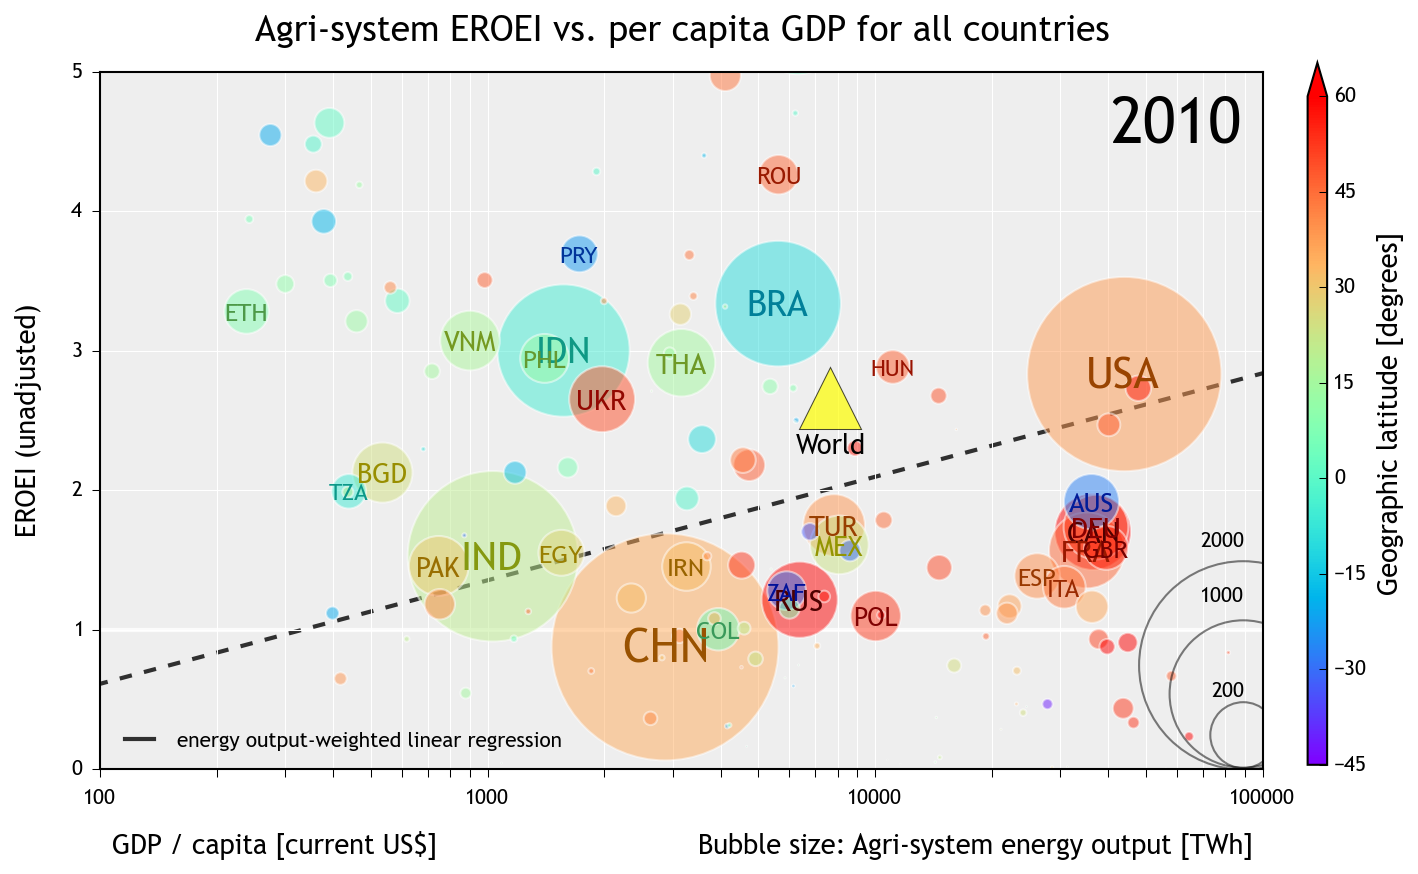 Agri-system EROEI vs. per capita GDP for all countries
2010
EROEI (unadjusted)
5
4
3
2
1
0
ROU
PRY
BRA
ETH
VNM
IDN
PHL
THA
UKR
HUN
USA
World
BGD
TZA
AUS
TUR
MEX
DEU
CAN
GBR
FRA
PAK
IND
EGY
IRN
ESP
ITA
ZAF
RUS
POL
COL
CHN
2000
1000
200
energy output-weighted linear regression
100
1000
10000
100000
GDP / capita [current US$]
Bubble size: Agri-system energy output [TWh]
60
45
30
15
0
−15
−30
−45
Geographic latitude [degrees]